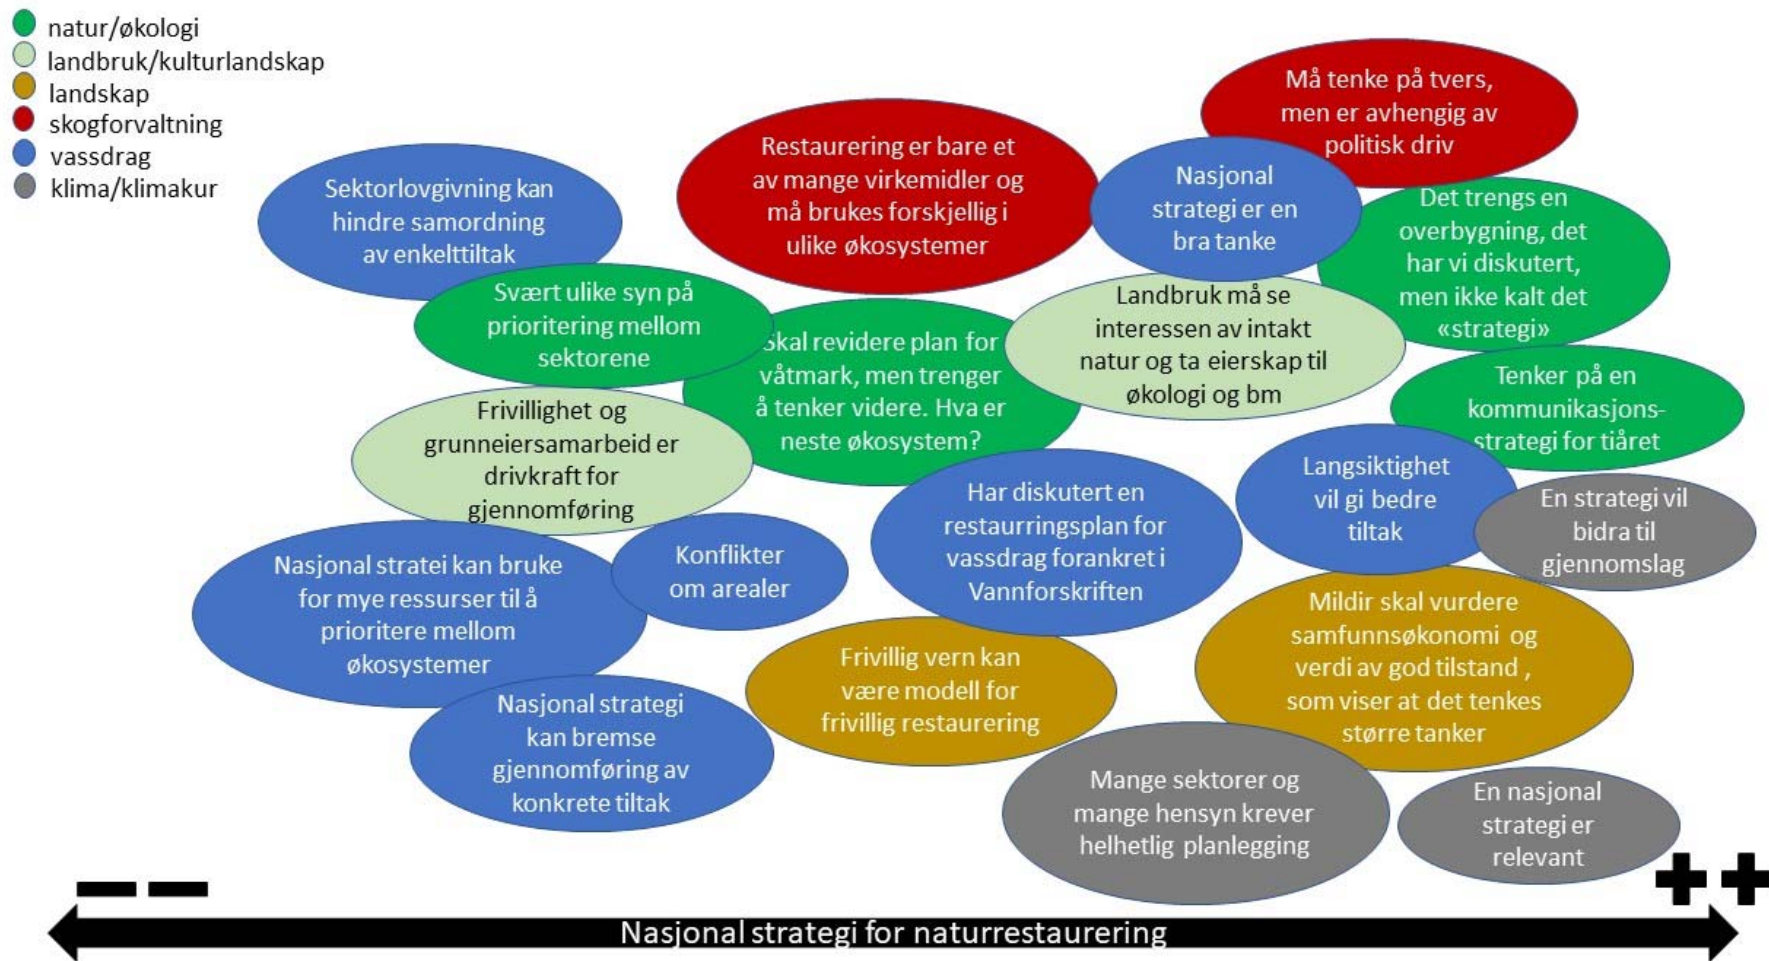 natur/økologi
landbruk/kulturlandskap
landskap
skogforvaltning
vassdrag
klima/klimakur
Må tenke på tvers,
men er avhengig av
politisk driv
Restaurering er bare et
av mange virkemidler og
må brukes forskjellig i
ulike økosystemer
Nasjonal
strategi er en
bra tanke
Sektorlovgivning kan
hindre samordning
av enkelttiltak
Det trengs en
overbygning, det
har vi diskutert,
men ikke kalt det
«strategi»
Svært ulike syn på
prioritering mellom
sektorene
Landbruk må se
interessen av intakt
natur og ta eierskap til
økologi og bm
Skal revidere plan for
våtmark, men trenger
å tenker videre. Hva er
neste økosystem?
Tenker på en
kommunikasjons-
strategi for tiåret
Frivillighet og
grunneiersamarbeid er
drivkraft for
gjennomføring
Langsiktighet
vil gi bedre
tiltak
Har diskutert en
restaurringsplan for
vassdrag forankret i
Vannforskriften
En strategi vil
bidra til
gjennomslag
Konflikter
om arealer
Nasjonal stratei kan bruke
for mye ressurser til å
prioritere mellom
økosystemer
Mildir skal vurdere
samfunnsøkonomi og
verdi av god tilstand ,
som viser at det tenkes
større tanker
Frivillig vern kan
være modell for
frivillig restaurering
Nasjonal strategi
kan bremse
gjennomføring av
konkrete tiltak
Mange sektorer og
mange hensyn krever
helhetlig planlegging
En nasjonal
strategi er
relevant
— — ++
Nasjonal strategi for naturrestaurering